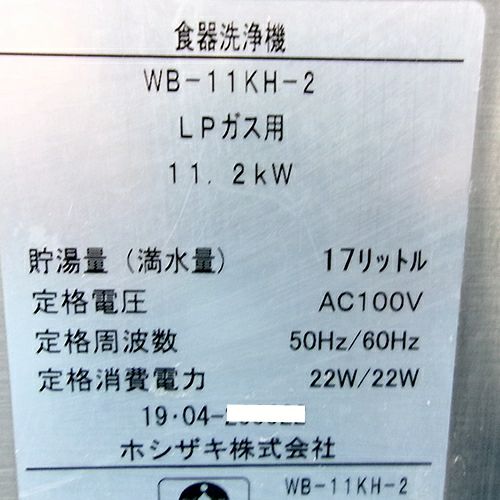 食器洗浄機
WB-11KH-2
LPガス用
11.2kW
貯湯量(満水量) 17リットル
定格電圧 AC100V
定格周波数 50Hz/60Hz
定格消費電力 22W/22W
19・04-
ホシザキ株式会社
WB-11KH-2